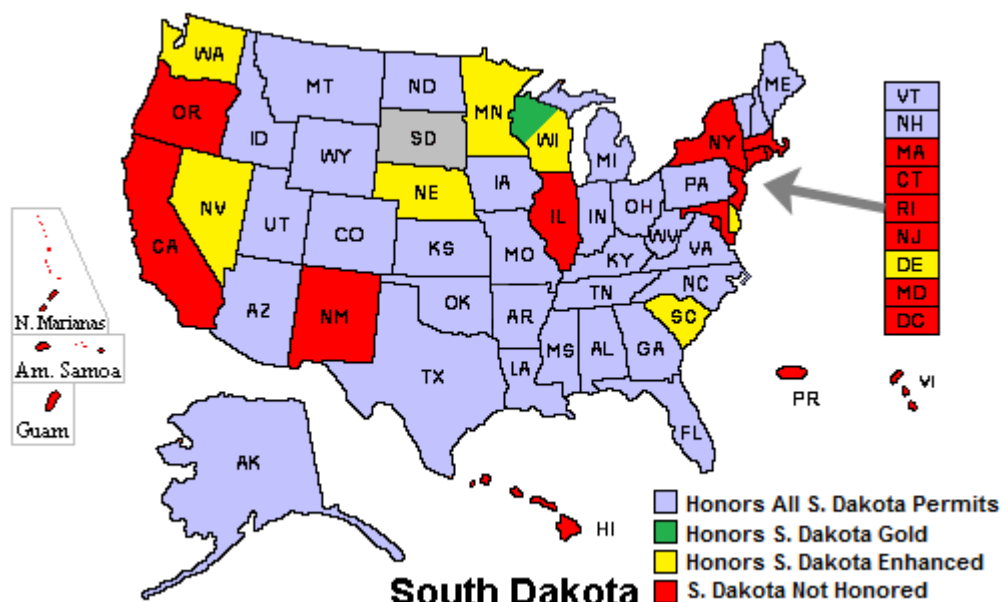 WA
MT
ND
MN
ME
VT
OR
ID
SD
WI
NY
NH
WY
MI
MA
NV
NE
IA
PA
CT
CA
UT
CO
IL
IN
OH
RI
KS
MO
WV
VA
NJ
KY
DE
AZ
NM
OK
AR
TN
NC
MD
SC
DC
N. Marianas
Am. Samoa
Guam
TX
LA
MS
AL
GA
PR
VI
FL
AK
HI
Honors All S. Dakota Permits
Honors S. Dakota Gold
Honors S. Dakota Enhanced
South Dakota
S. Dakota Not Honored